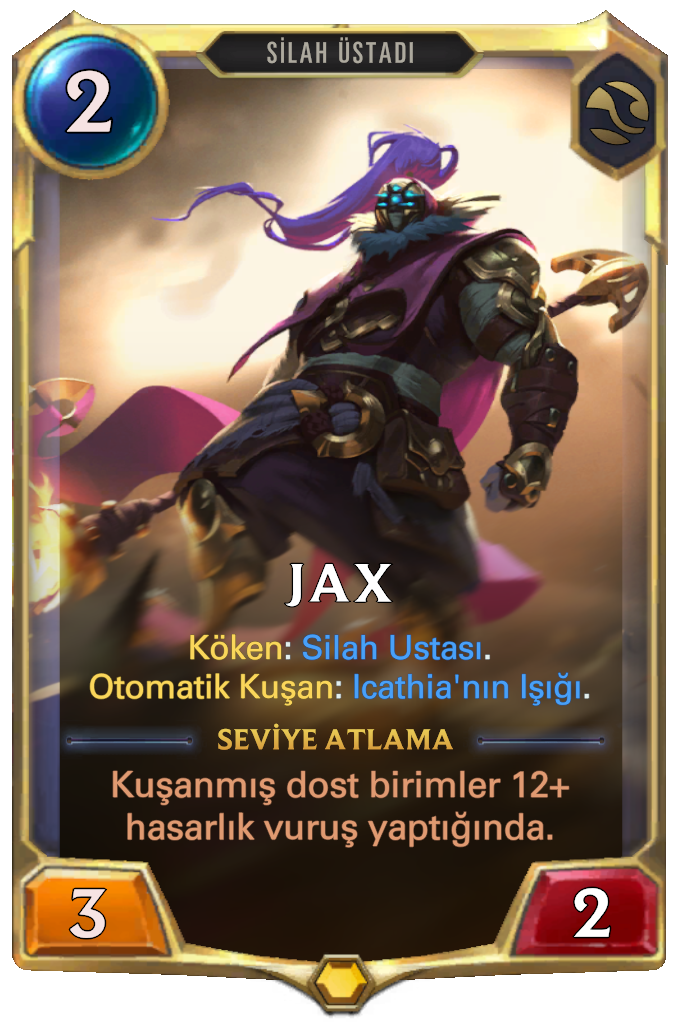 SİLAH ÜSTADI
2
JAX
Köken: Silah Ustası.
Otomatik Kuşan: Icathia'nın Işığı.
SEVİYE ATLAMA
Kuşanmış dost birimler 12+
hasarlık vuruş yaptığında.
3
2